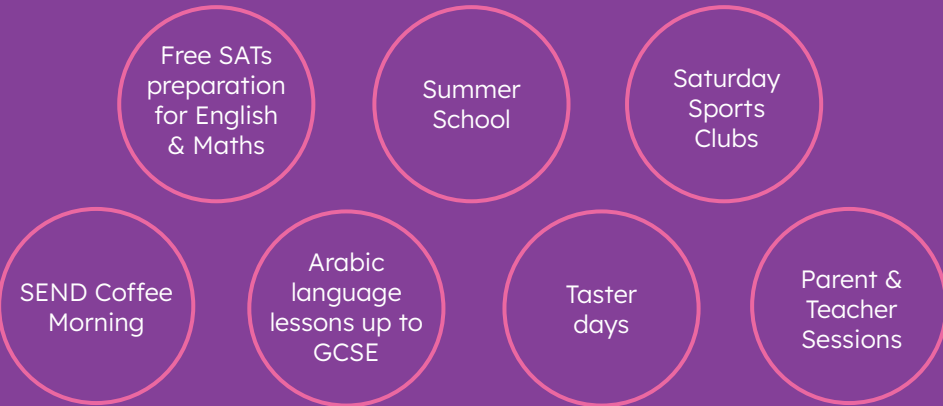 Free SATs
preparation
for English
& Maths
Summer
School
Saturday
Sports
Clubs
SEND Coffee
Morning
Arabic
language
lessons up to
GCSE
Taster
days
Parent &
Teacher
Sessions